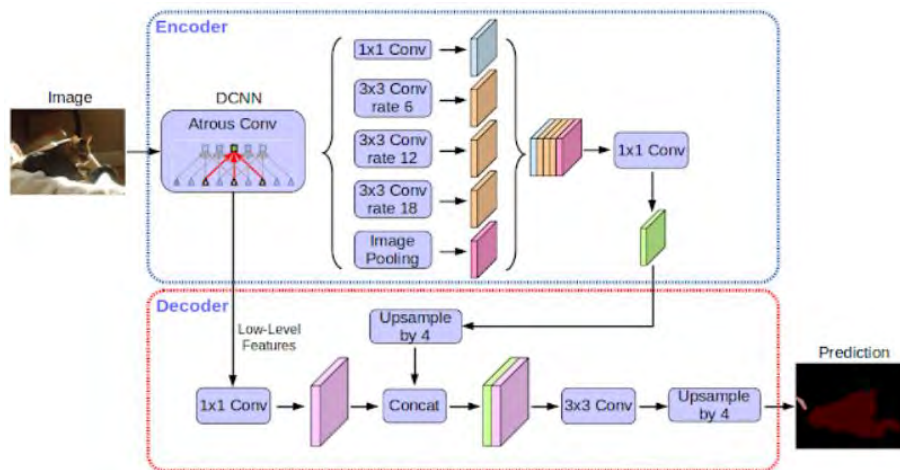 Encoder
Image
DCNN
Atrous Conv
1x1 Conv
3x3 Conv
rate 6
3x3 Conv
rate 12
3x3 Conv
rate 18
Image
Pooling
1x1 Conv
Decoder
Low-Level
Features
Upsample
by 4
1x1 Conv
Concat
3x3 Conv
Upsample
by 4
Prediction